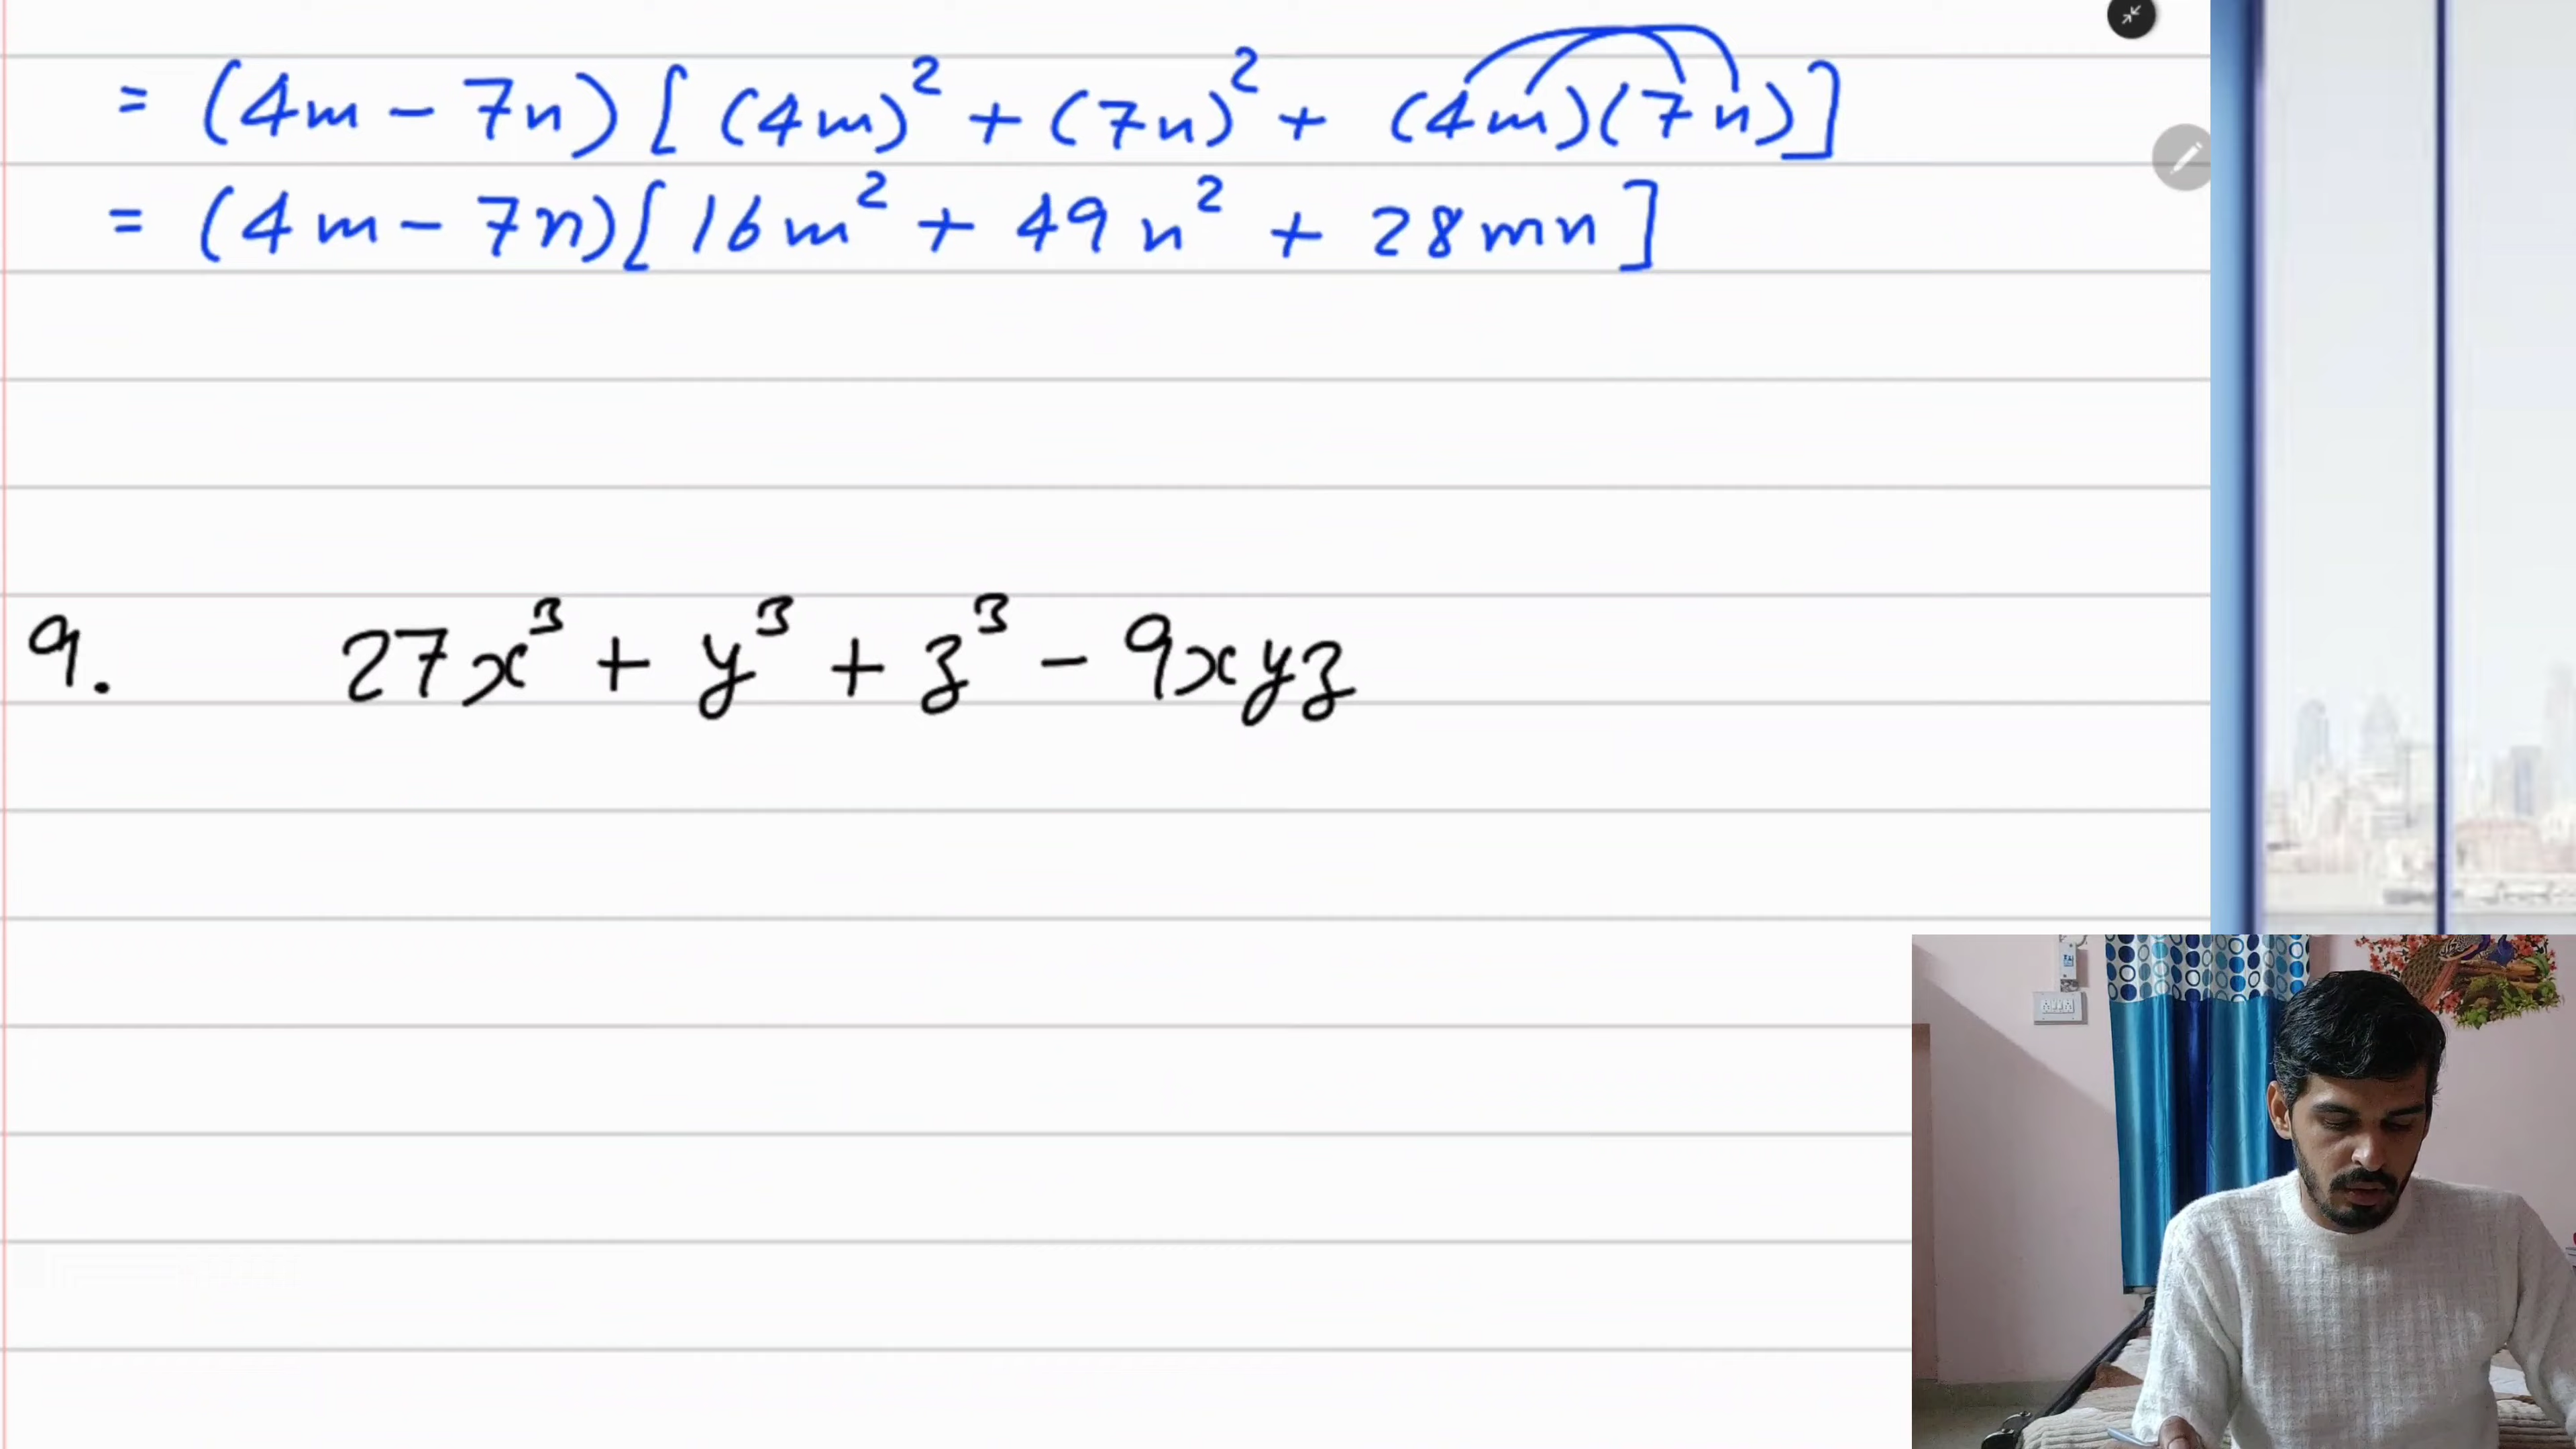 = (4m - 7n) [ (4m)² + (7n)² + (4m)(7n) ]
= (4m - 7n) [ 16m² + 49n² + 28mn ]
9. 27x³ + y³ + z³ - 9xyz